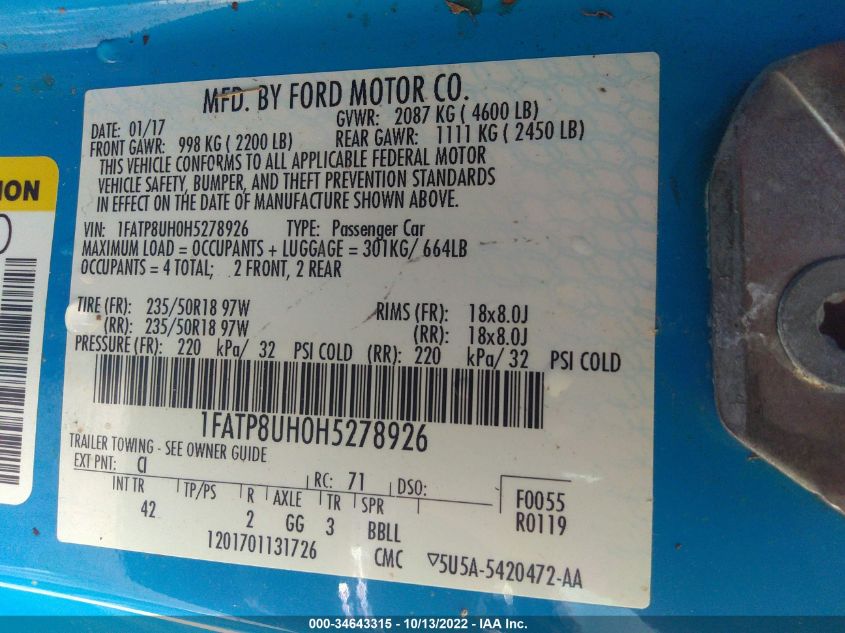 MFD. BY FORD MOTOR CO.
DATE: 01/17
GVWR: 2087 KG ( 4600 LB)
FRONT GAWR: 998 KG ( 2200 LB)
REAR GAWR: 1111 KG ( 2450 LB)
THIS VEHICLE CONFORMS TO ALL APPLICABLE FEDERAL MOTOR
VEHICLE SAFETY, BUMPER, AND THEFT PREVENTION STANDARDS
IN EFFECT ON THE DATE OF MANUFACTURE SHOWN ABOVE.
VIN: 1FATP8UH0H5278926 TYPE: Passenger Car
MAXIMUM LOAD = OCCUPANTS + LUGGAGE = 301KG/ 664LB
OCCUPANTS = 4 TOTAL; 2 FRONT, 2 REAR
TIRE (FR): 235/50R18 97W RIMS (FR): 18x8.0J
(RR): 235/50R18 97W (RR): 18x8.0J
PRESSURE (FR): 220 kPa/ 32 PSI COLD (RR): 220 kPa/ 32 PSI COLD
1FATP8UH0H5278926
TRAILER TOWING - SEE OWNER GUIDE
EXT PNT: CI RC: 71 DSO:
INT TR TP/PS R AXLE TR SPR
42 2 GG 3 BBLL
F0055
R0119
1201701131726 CMC ▽5U5A-5420472-AA
000-34643315 - 10/13/2022 - IAA Inc.